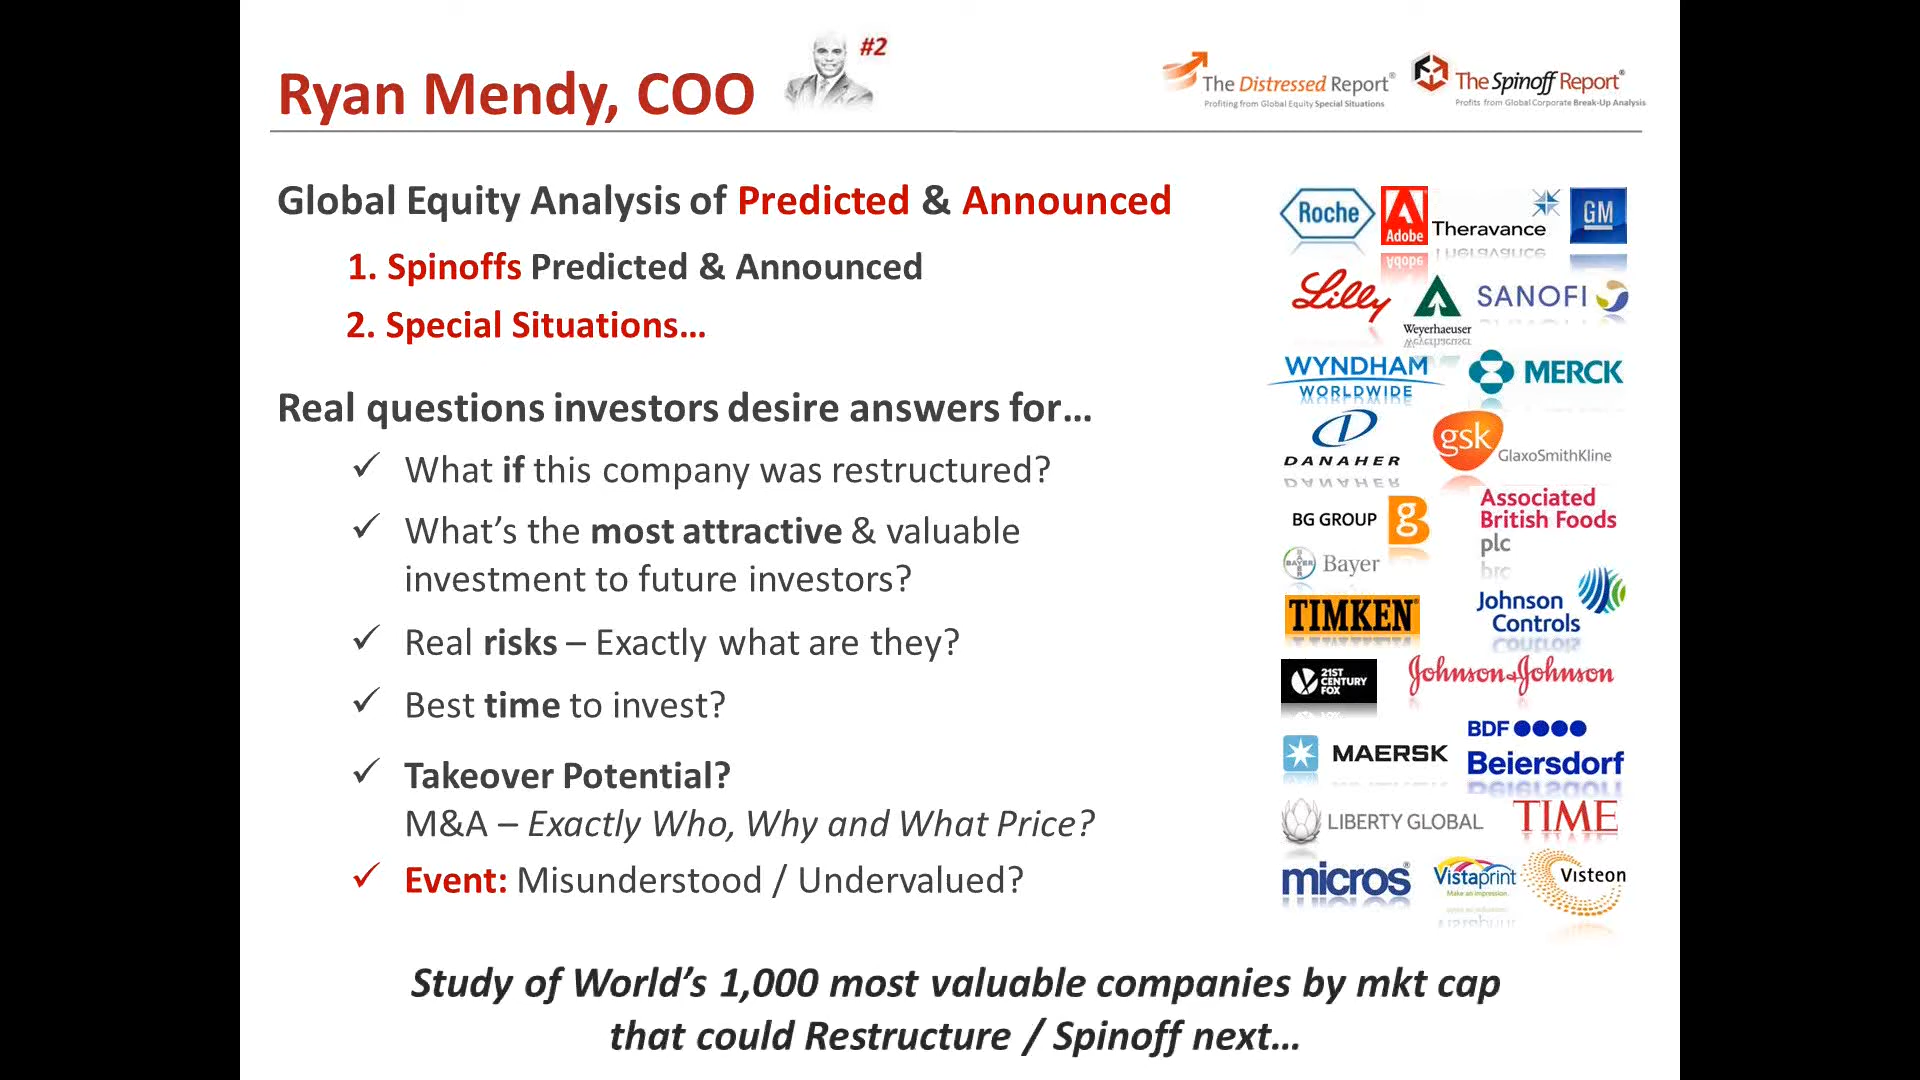 Ryan Mendy, COO
#2
The Distressed Report®
Profiting from Global Equity Special Situations
The Spinoff Report®
Profits from Global Corporate Break-Up Analysis
Global Equity Analysis of Predicted & Announced
1. Spinoffs Predicted & Announced
2. Special Situations...
Real questions investors desire answers for...
✓ What if this company was restructured?
✓ What's the most attractive & valuable
investment to future investors?
✓ Real risks – Exactly what are they?
✓ Best time to invest?
✓ Takeover Potential?
M&A – Exactly Who, Why and What Price?
✓ Event: Misunderstood / Undervalued?
Roche
Adobe
Theravance
GM
Lilly
Weyerhaeuser
SANOFI
WYNDHAM
WORLDWIDE
MERCK
DANAHER
gsk
GlaxoSmithKline
BG GROUP
g
Associated
British Foods
plc
BAYER
Bayer
TIMKEN®
Johnson
Controls
21ST
CENTURY
FOX
Johnson & Johnson
MAERSK
BDF
Beiersdorf
LIBERTY GLOBAL
TIME
micros®
Vistaprint
Make an impression.
Visteon
Study of World's 1,000 most valuable companies by mkt cap
that could Restructure / Spinoff next...